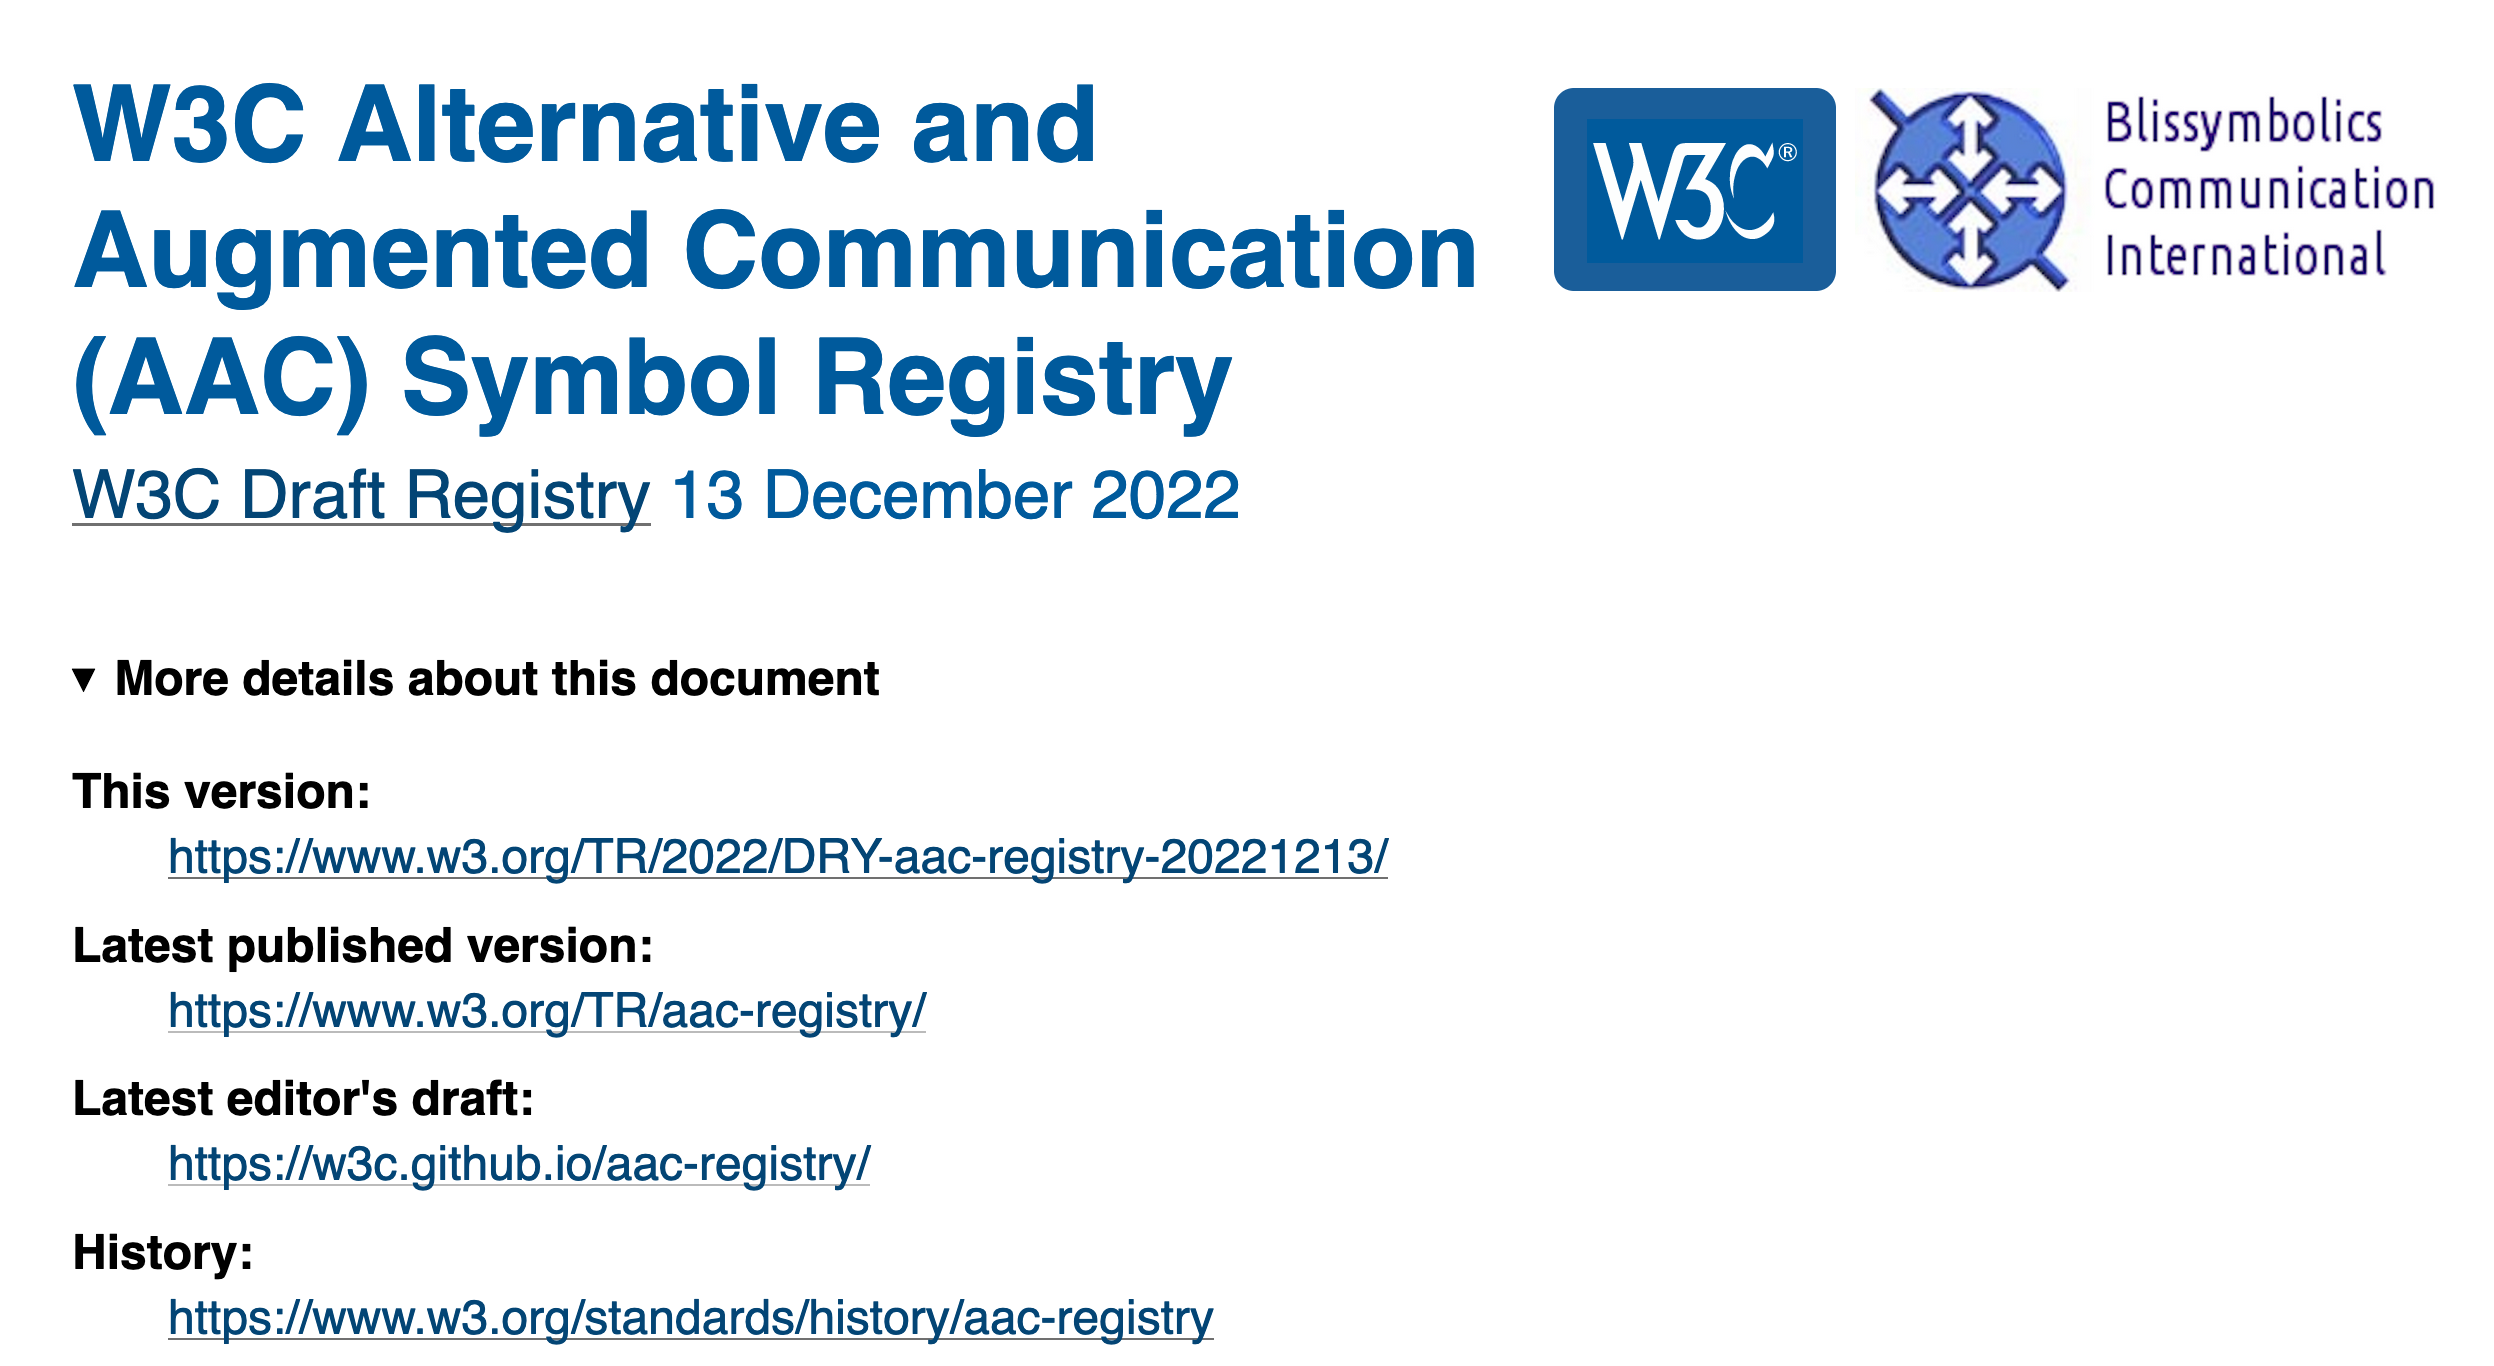 W3C Alternative and
Augmented Communication
(AAC) Symbol Registry
W3C Draft Registry 13 December 2022
W3C®
Blissymbolics
Communication
International
▼ More details about this document
This version:
https://www.w3.org/TR/2022/DRY-aac-registry-20221213/
Latest published version:
https://www.w3.org/TR/aac-registry/
Latest editor's draft:
https://w3c.github.io/aac-registry/
History:
https://www.w3.org/standards/history/aac-registry